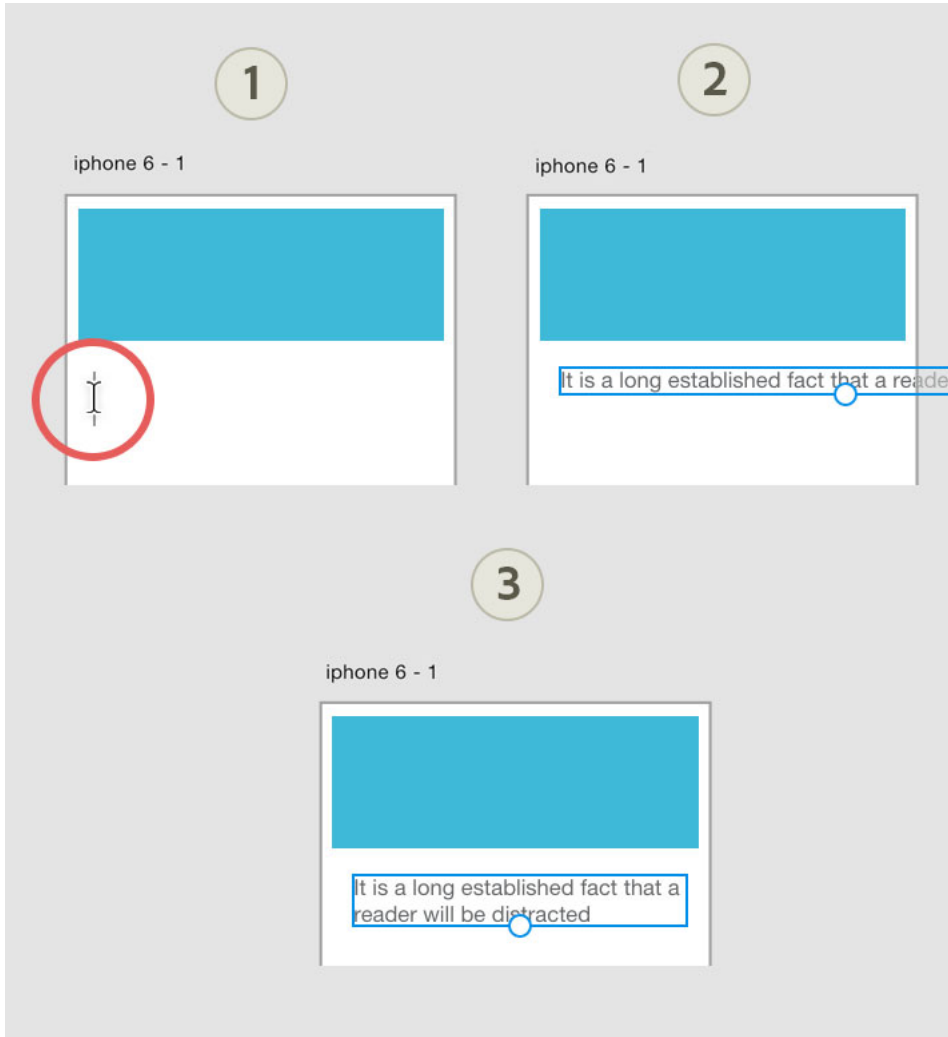 1
2
iphone 6 - 1
iphone 6 - 1
It is a long established fact that a reade
3
iphone 6 - 1
It is a long established fact that a
reader will be distracted